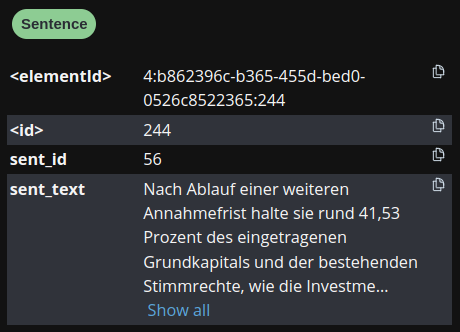 Sentence
<elementId> 4:b862396c-b365-455d-bed0-
0526c8522365:244
<id> 244
sent_id 56
sent_text Nach Ablauf einer weiteren
Annahmefrist halte sie rund 41,53
Prozent des eingetragenen
Grundkapitals und der bestehenden
Stimmrechte, wie die Investme...
Show all